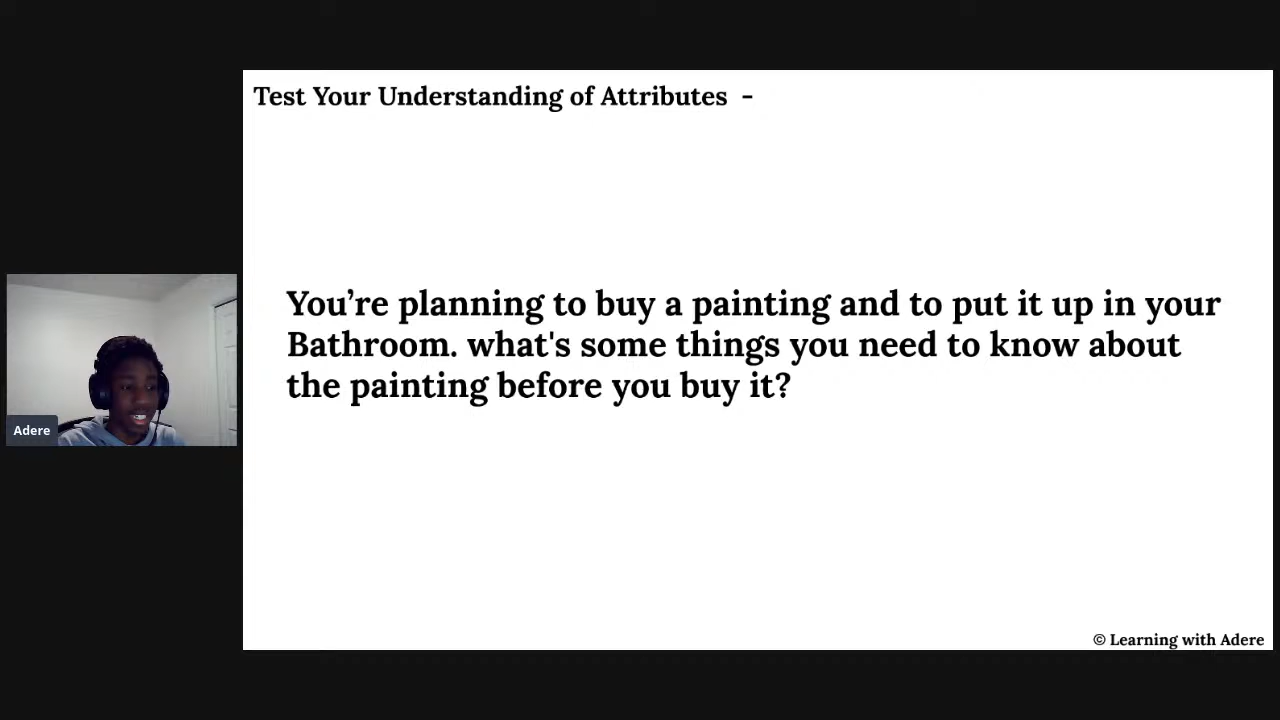 Test Your Understanding of Attributes -
You’re planning to buy a painting and to put it up in your
Bathroom. what's some things you need to know about
the painting before you buy it?
Adere
© Learning with Adere